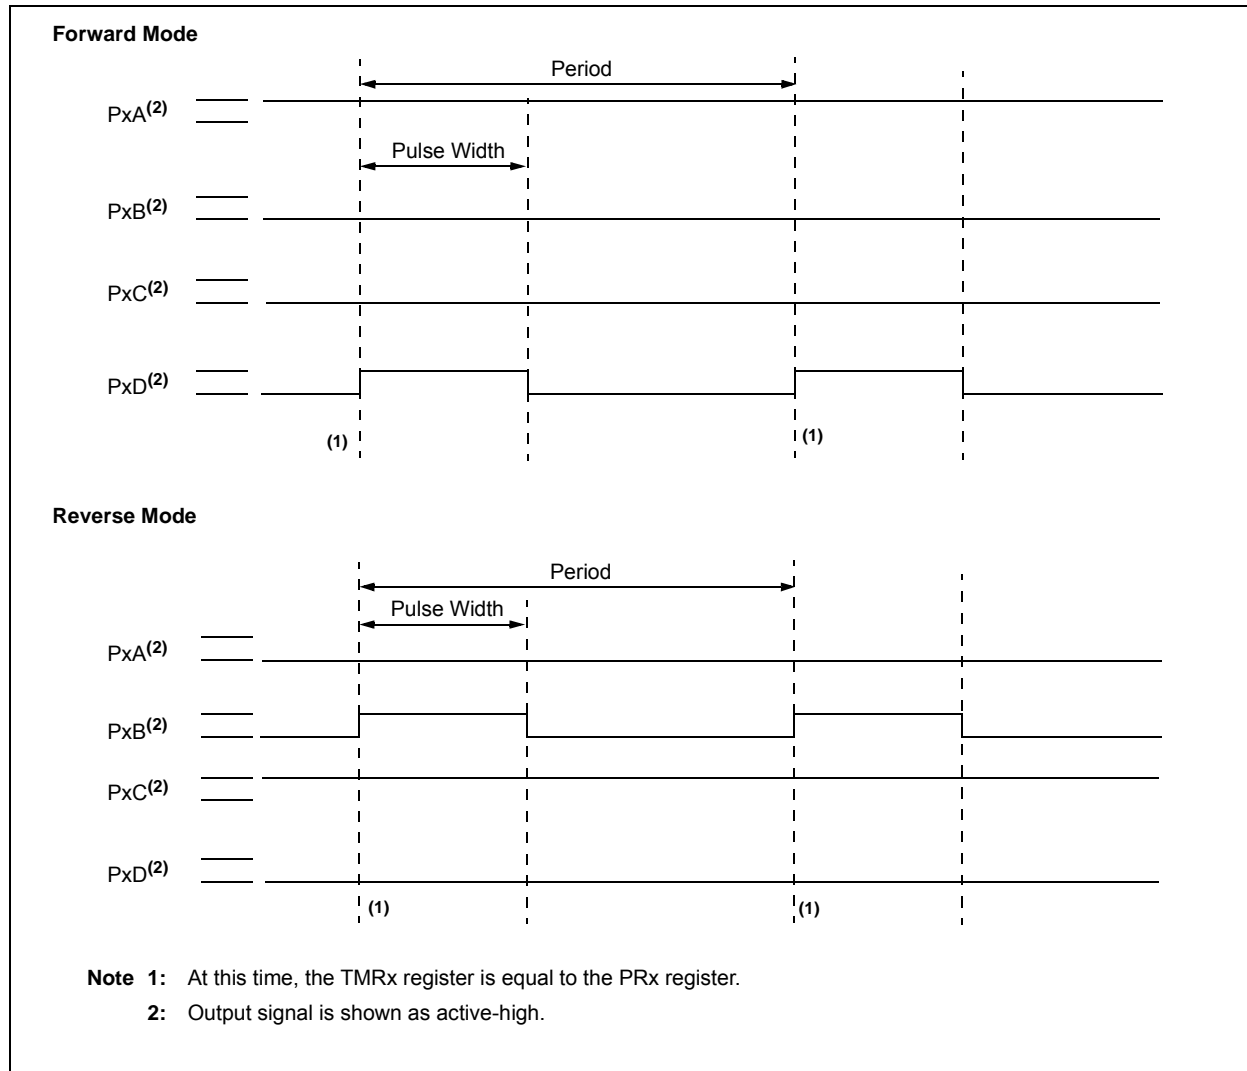 Forward Mode
Period
PxA(2)
Pulse Width
PxB(2)
PxC(2)
PxD(2)
(1)
(1)
Reverse Mode
Period
Pulse Width
PxA(2)
PxB(2)
PxC(2)
PxD(2)
(1)
(1)
Note 1: At this time, the TMRx register is equal to the PRx register.
2: Output signal is shown as active-high.